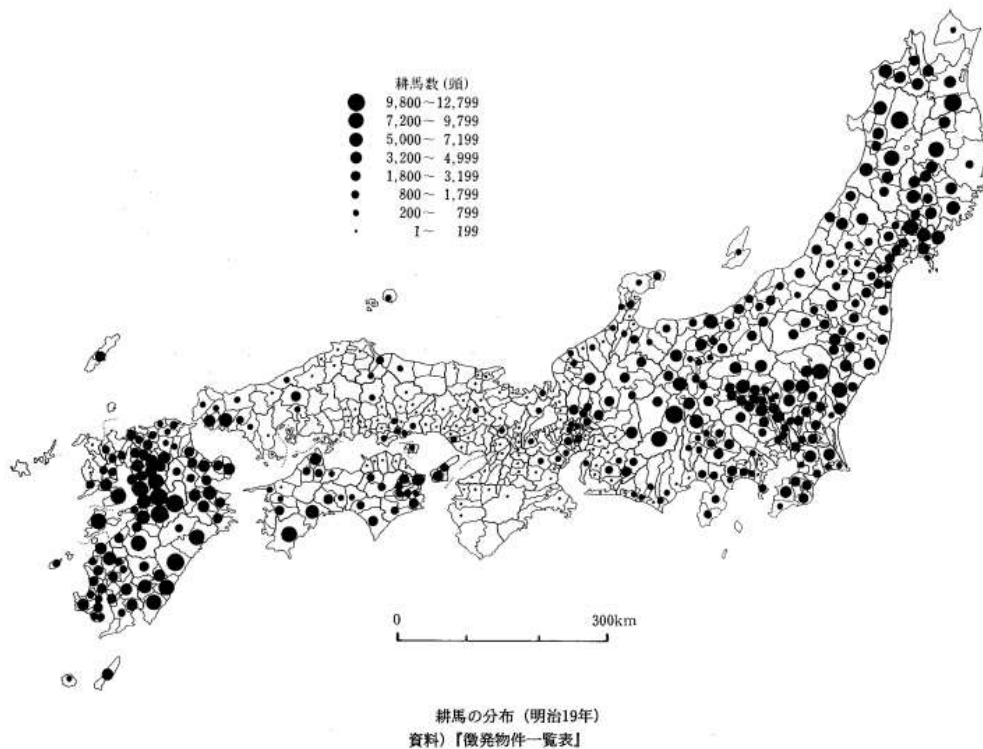 耕馬数(頭)
9,800~12,799
7,200~ 9,799
5,000~ 7,199
3,200~ 4,999
1,800~ 3,199
800~ 1,799
200~ 799
1~ 199
0 300km
耕馬の分布(明治19年)
資料)『徴発物件一覧表』